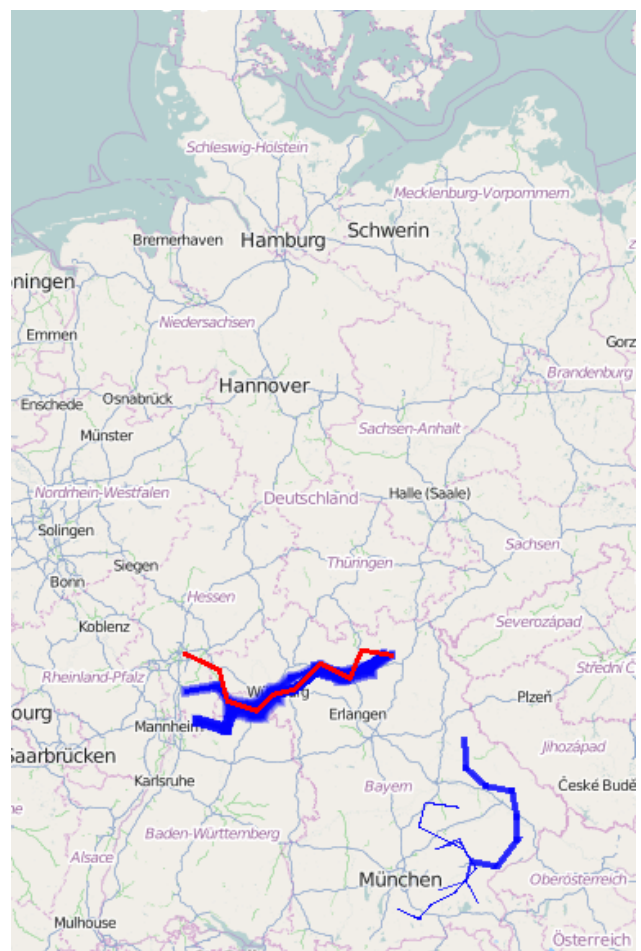 Schleswig-Holstein
Mecklenburg-Vorpommern
Bremerhaven
Hamburg
Schwerin
oningen
Niedersachsen
Emmen
Gorz
Brandenburg
Hannover
Enschede
Osnabrück
Münster
Sachsen-Anhalt
Nordrhein-Westfalen
Deutschland
Halle (Saale)
Solingen
Sachsen
Siegen
Thüringen
Bonn
Hessen
Koblenz
Severozápad
Středni Č
Rheinland-Pfalz
Plzeň
ourg
Erlangen
Mannheim
Saarbrücken
Jihozápad
Karlsruhe
Bayern
České Budě
Baden-Württemberg
Alsace
München
Oberösterreich
Mulhouse
Österreich